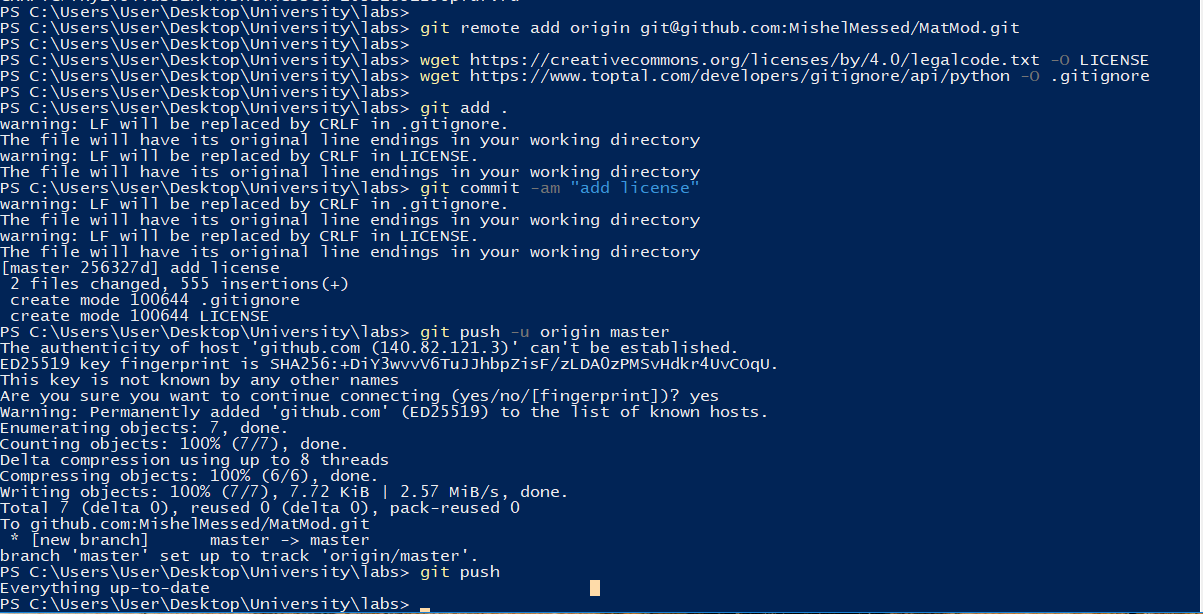 PS C:\Users\User\Desktop\University\labs>
PS C:\Users\User\Desktop\University\labs> git remote add origin git@github.com:MishelMessed/MatMod.git
PS C:\Users\User\Desktop\University\labs>
PS C:\Users\User\Desktop\University\labs> wget https://creativecommons.org/licenses/by/4.0/legalcode.txt -O LICENSE
PS C:\Users\User\Desktop\University\labs> wget https://www.toptal.com/developers/gitignore/api/python -O .gitignore
PS C:\Users\User\Desktop\University\labs>
PS C:\Users\User\Desktop\University\labs> git add .
warning: LF will be replaced by CRLF in .gitignore.
The file will have its original line endings in your working directory
warning: LF will be replaced by CRLF in LICENSE.
The file will have its original line endings in your working directory
PS C:\Users\User\Desktop\University\labs> git commit -am "add license"
warning: LF will be replaced by CRLF in .gitignore.
The file will have its original line endings in your working directory
warning: LF will be replaced by CRLF in LICENSE.
The file will have its original line endings in your working directory
[master 256327d] add license
 2 files changed, 555 insertions(+)
 create mode 100644 .gitignore
 create mode 100644 LICENSE
PS C:\Users\User\Desktop\University\labs> git push -u origin master
The authenticity of host 'github.com (140.82.121.3)' can't be established.
ED25519 key fingerprint is SHA256:+DiY3wvvV6TuJJhbpZisF/zLDA0zPMSvHdkr4UvCOqU.
This key is not known by any other names
Are you sure you want to continue connecting (yes/no/[fingerprint])? yes
Warning: Permanently added 'github.com' (ED25519) to the list of known hosts.
Enumerating objects: 7, done.
Counting objects: 100% (7/7), done.
Delta compression using up to 8 threads
Compressing objects: 100% (6/6), done.
Writing objects: 100% (7/7), 7.72 KiB | 2.57 MiB/s, done.
Total 7 (delta 0), reused 0 (delta 0), pack-reused 0
To github.com:MishelMessed/MatMod.git
 * [new branch]      master -> master
branch 'master' set up to track 'origin/master'.
PS C:\Users\User\Desktop\University\labs> git push
Everything up-to-date
PS C:\Users\User\Desktop\University\labs>